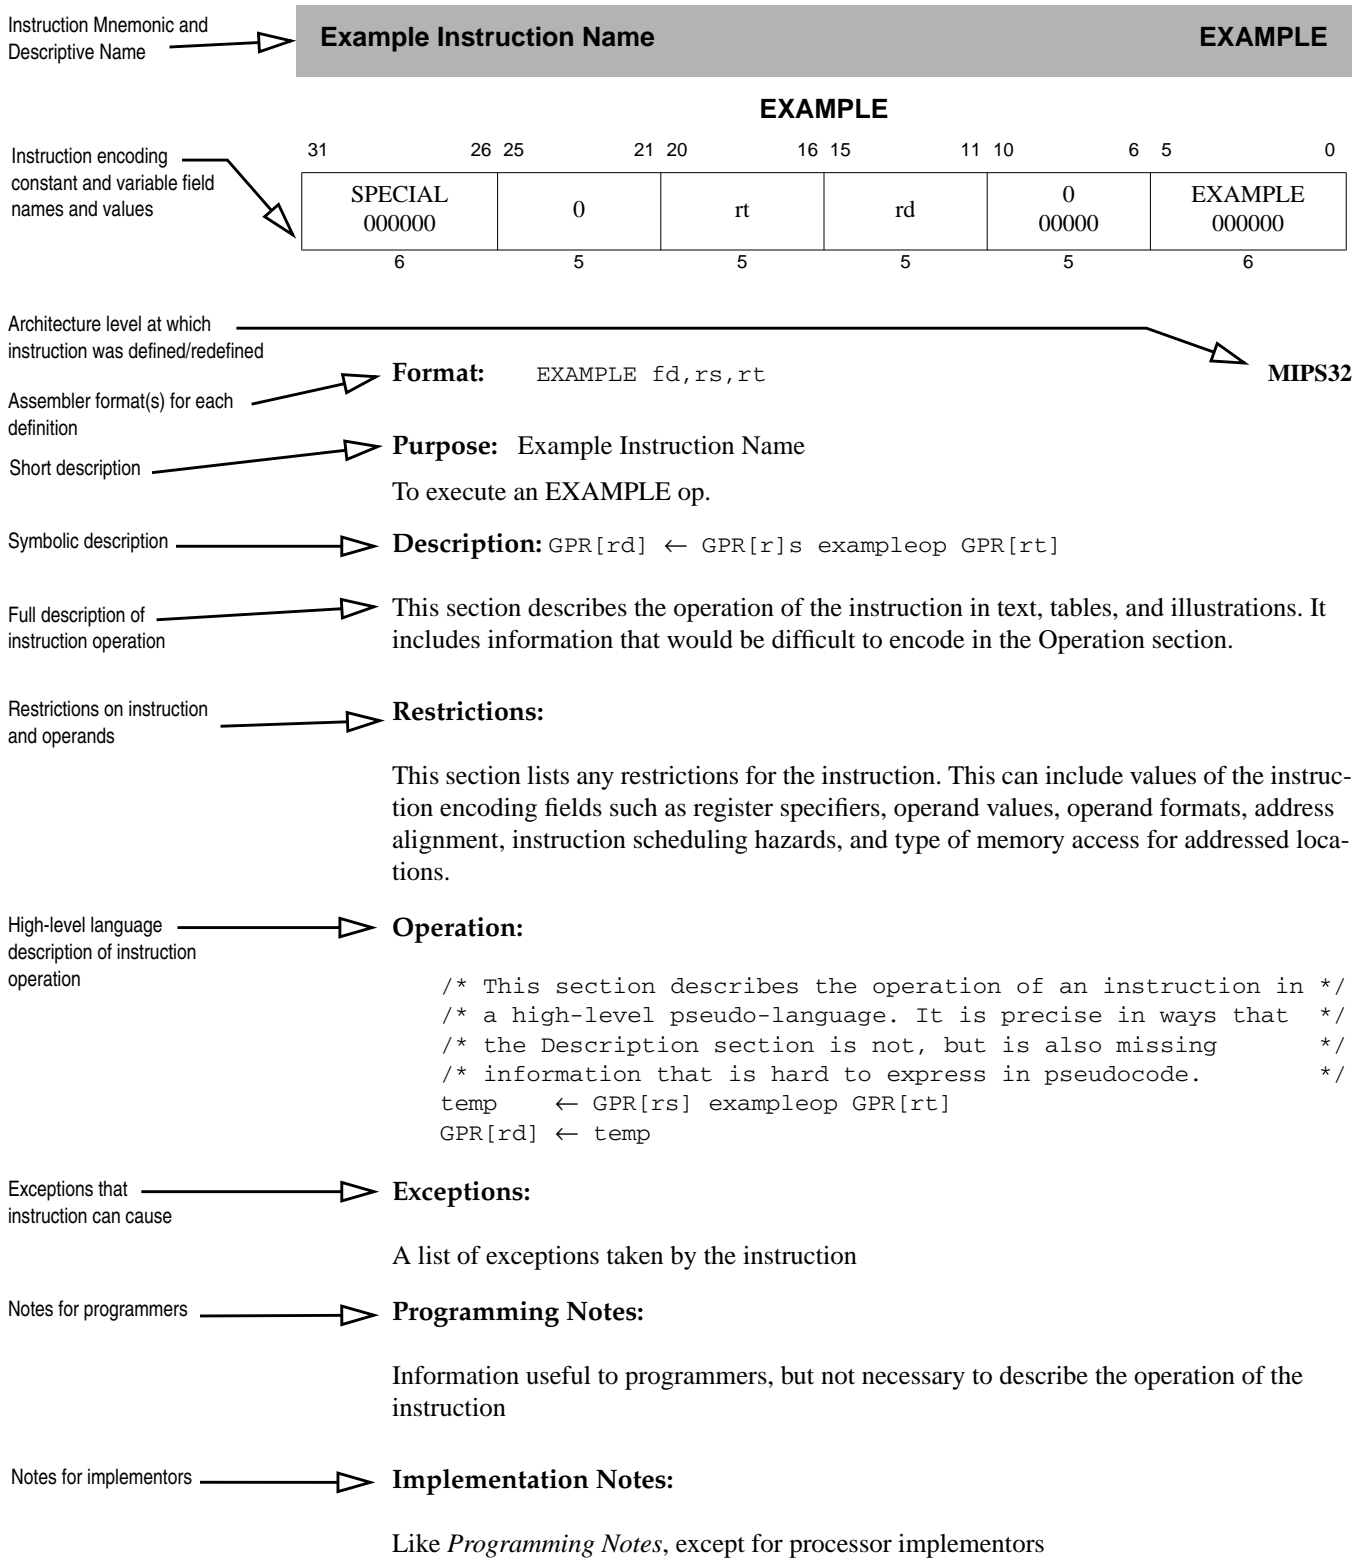 Instruction Mnemonic and
Descriptive Name
Example Instruction Name EXAMPLE
EXAMPLE
31 26 25 21 20 16 15 11 10 6 5 0
Instruction encoding
constant and variable field
names and values
SPECIAL
000000
0
rt
rd
0
00000
EXAMPLE
000000
6 5 5 5 5 6
Architecture level at which
instruction was defined/redefined
Format: EXAMPLE fd,rs,rt MIPS32
Assembler format(s) for each
definition
Purpose: Example Instruction Name
Short description
To execute an EXAMPLE op.
Symbolic description
Description: GPR[rd] ← GPR[r]s exampleop GPR[rt]
Full description of
instruction operation
This section describes the operation of the instruction in text, tables, and illustrations. It
includes information that would be difficult to encode in the Operation section.
Restrictions on instruction
and operands
Restrictions:
This section lists any restrictions for the instruction. This can include values of the instruc-
tion encoding fields such as register specifiers, operand values, operand formats, address
alignment, instruction scheduling hazards, and type of memory access for addressed loca-
tions.
High-level language
description of instruction
operation
Operation:
/* This section describes the operation of an instruction in */
/* a high-level pseudo-language. It is precise in ways that */
/* the Description section is not, but is also missing */
/* information that is hard to express in pseudocode. */
temp ← GPR[rs] exampleop GPR[rt]
GPR[rd] ← temp
Exceptions that
instruction can cause
Exceptions:
A list of exceptions taken by the instruction
Notes for programmers
Programming Notes:
Information useful to programmers, but not necessary to describe the operation of the
instruction
Notes for implementors
Implementation Notes:
Like Programming Notes, except for processor implementors